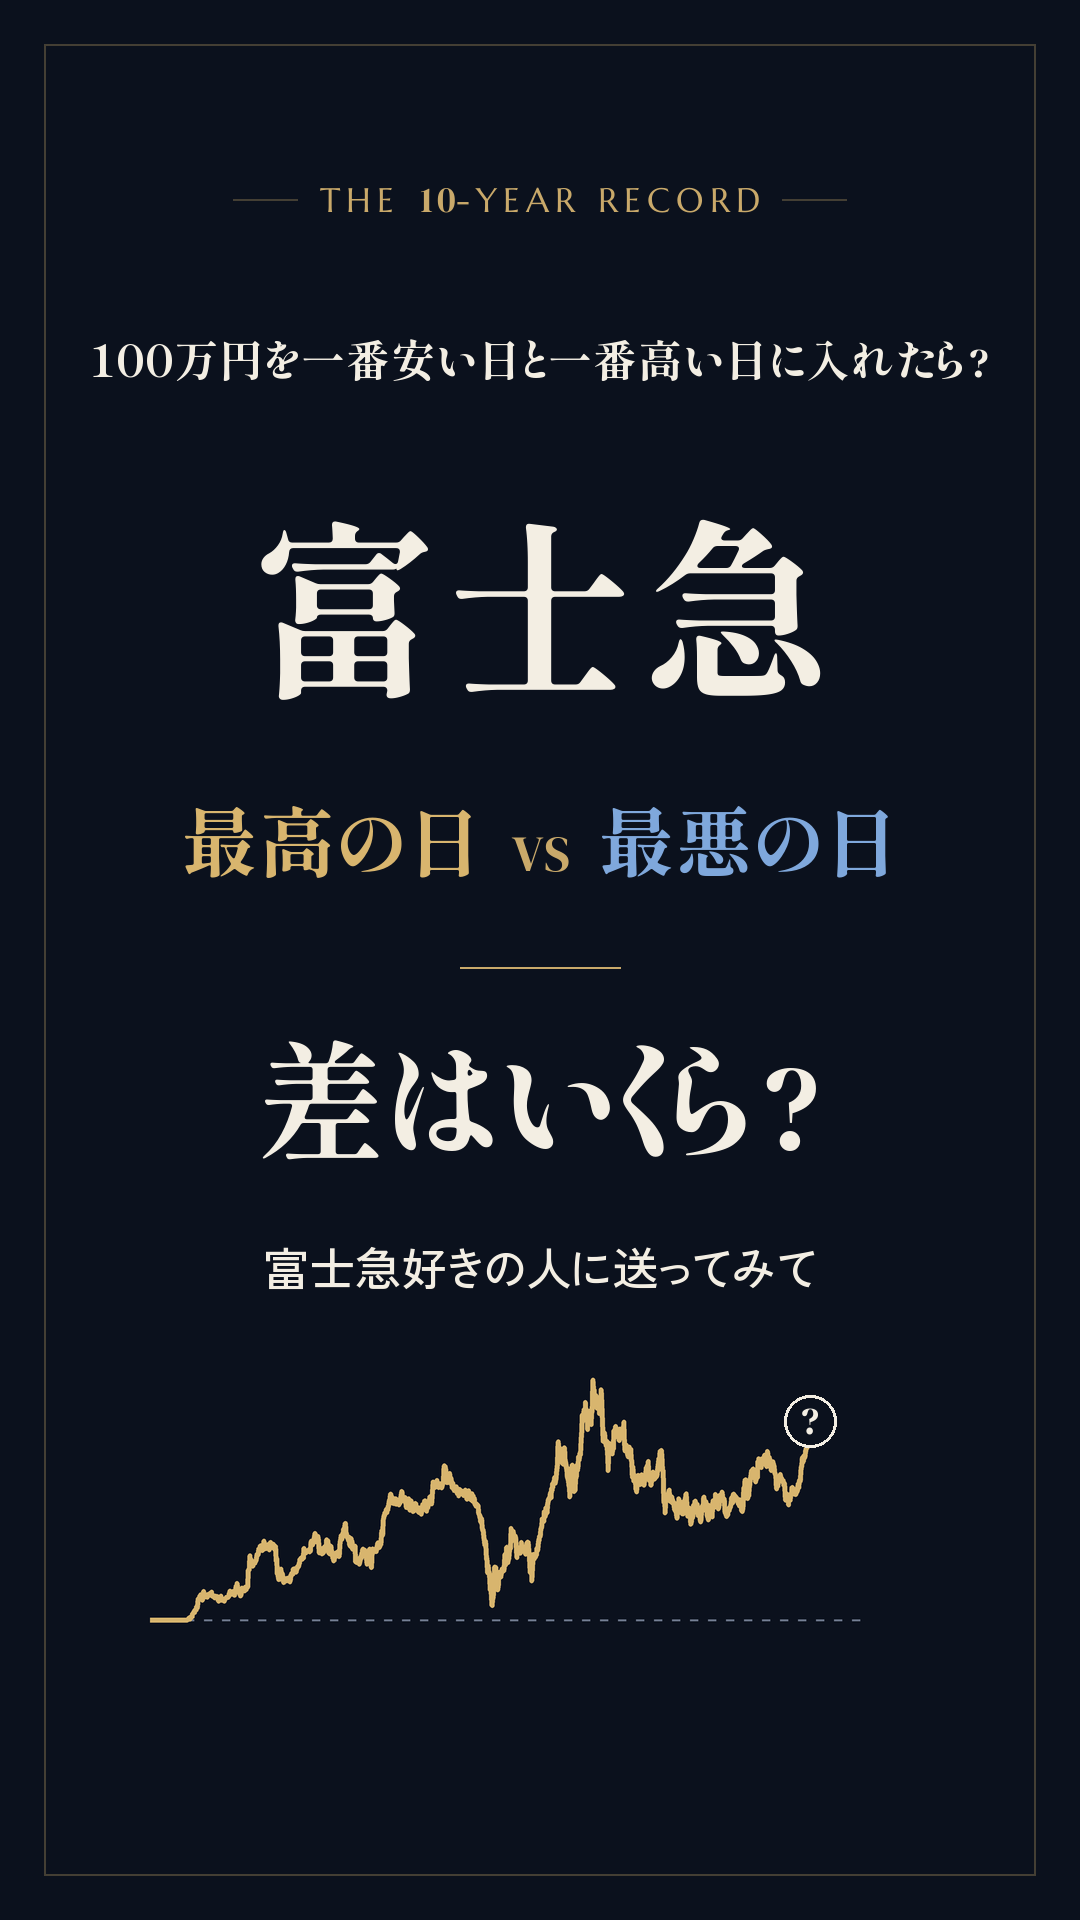 THE 10-YEAR RECORD
100万円を一番安い日と一番高い日に入れたら?
富士急
最高の日 vs 最悪の日
差はいくら?
富士急好きの人に送ってみて
?